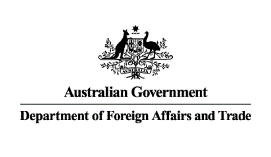 Australian Government
Department of Foreign Affairs and Trade